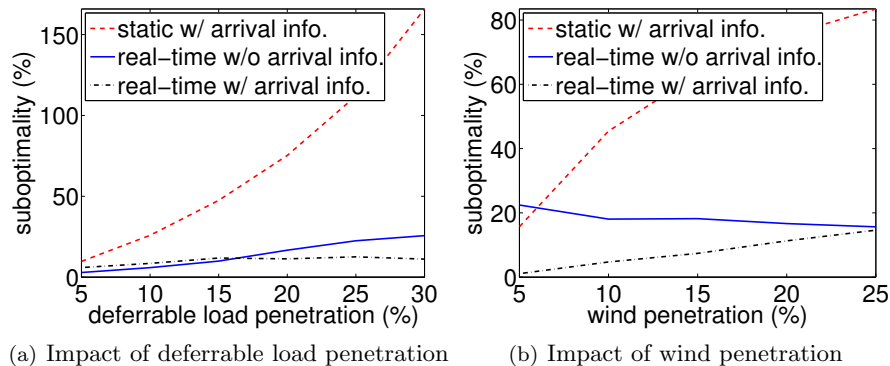 150
100
50
0
suboptimality (%)
static w/ arrival info.
real-time w/o arrival info.
real-time w/ arrival info.
5 10 15 20 25 30
deferrable load penetration (%)
(a) Impact of deferrable load penetration
80
60
40
20
0
suboptimality (%)
static w/ arrival info.
real-time w/o arrival info.
real-time w/ arrival info.
5 10 15 20 25
wind penetration (%)
(b) Impact of wind penetration